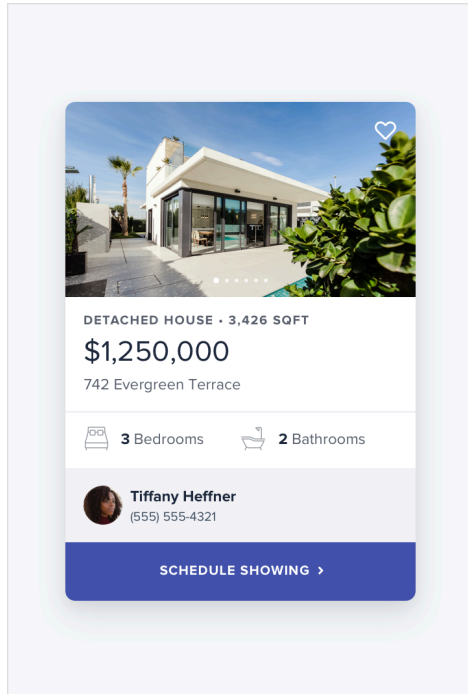 DETACHED HOUSE • 3,426 SQFT
$1,250,000
742 Evergreen Terrace
3 Bedrooms 2 Bathrooms
Tiffany Heffner
(555) 555-4321
SCHEDULE SHOWING ›